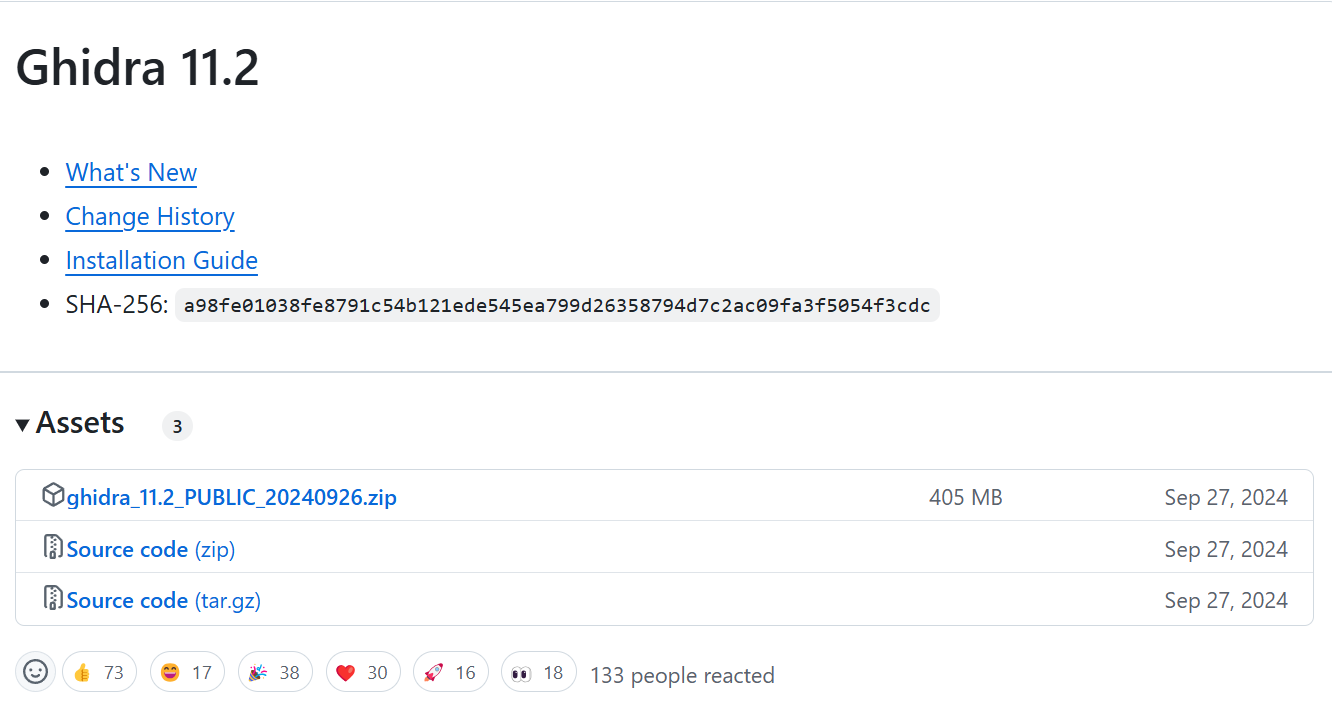 Ghidra 11.2
What's New
Change History
Installation Guide
SHA-256: a98fe01038fe8791c54b121ede545ea799d26358794d7c2ac09fa3f5054f3cdc
Assets 3
ghidra_11.2_PUBLIC_20240926.zip 405 MB Sep 27, 2024
Source code (zip) Sep 27, 2024
Source code (tar.gz) Sep 27, 2024
73 17 38 30 16 18 133 people reacted